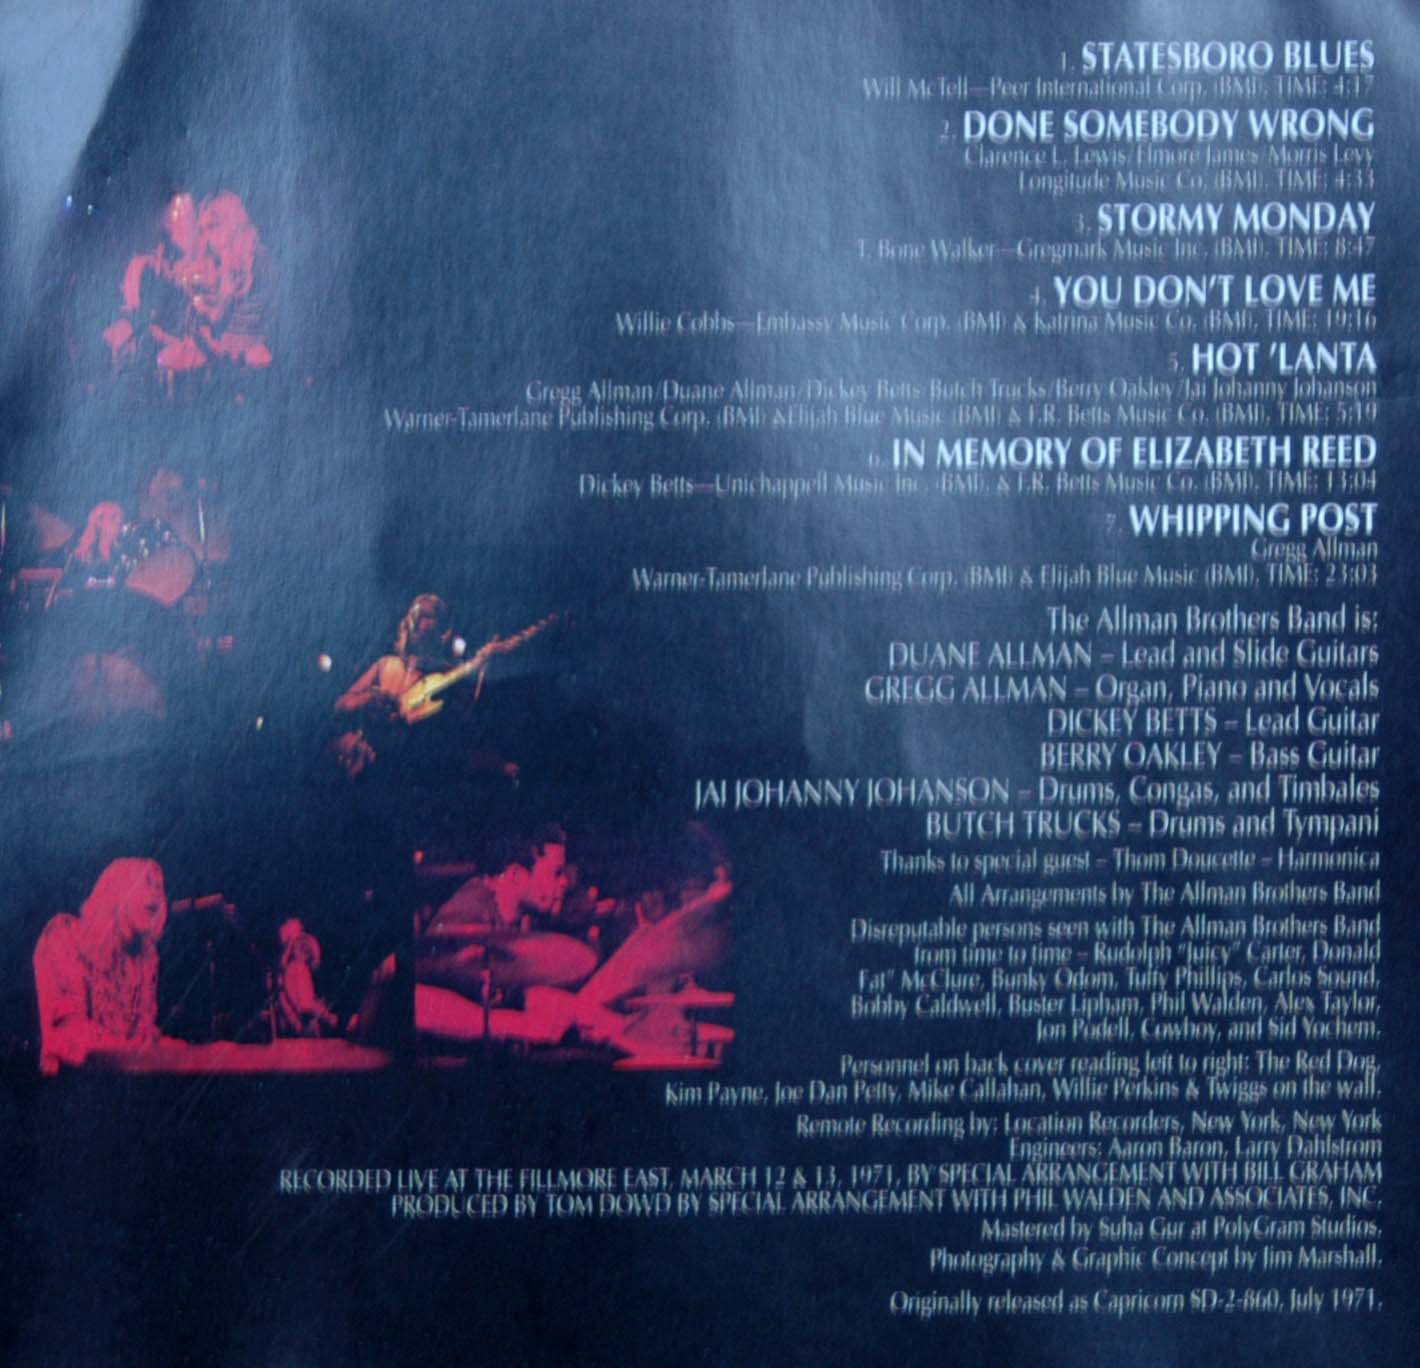 1. STATESBORO BLUES
Will McTell—Peer International Corp. (BMI). TIME: 4:17
2. DONE SOMEBODY WRONG
Clarence L. Lewis/Elmore James/Morris Levy
Longitude Music Co. (BMI). TIME: 4:33
3. STORMY MONDAY
T. Bone Walker—Gregmark Music Inc. (BMI). TIME: 8:47
4. YOU DON'T LOVE ME
Willie Cobbs—Embassy Music Corp. (BMI) & Katrina Music Co. (BMI). TIME: 19:16
5. HOT 'LANTA
Gregg Allman/Duane Allman/Dickey Betts/Butch Trucks/Berry Oakley/Jai Johanny Johanson
Warner-Tamerlane Publishing Corp. (BMI) &Elijah Blue Music (BMI) & F.R. Betts Music Co. (BMI). TIME: 5:19
6. IN MEMORY OF ELIZABETH REED
Dickey Betts—Unichappell Music Inc. (BMI), & F.R. Betts Music Co. (BMI). TIME: 13:04
7. WHIPPING POST
Gregg Allman
Warner-Tamerlane Publishing Corp. (BMI) & Elijah Blue Music (BMI). TIME: 23:03
The Allman Brothers Band is:
DUANE ALLMAN – Lead and Slide Guitars
GREGG ALLMAN – Organ, Piano and Vocals
DICKEY BETTS – Lead Guitar
BERRY OAKLEY – Bass Guitar
JAI JOHANNY JOHANSON – Drums, Congas, and Timbales
BUTCH TRUCKS – Drums and Tympani
Thanks to special guest – Thom Doucette – Harmonica
All Arrangements by The Allman Brothers Band
Disreputable persons seen with The Allman Brothers Band
from time to time – Rudolph "Juicy" Carter, Donald
Fat" McClure, Bunky Odom, Tuffy Phillips, Carlos Sound,
Bobby Caldwell, Buster Lipham, Phil Walden, Alex Taylor,
Jon Podell, Cowboy, and Sid Yochem.
Personnel on back cover reading left to right: The Red Dog,
Kim Payne, Joe Dan Petty, Mike Callahan, Willie Perkins & Twiggs on the wall.
Remote Recording by: Location Recorders, New York, New York
Engineers: Aaron Baron, Larry Dahlstrom
RECORDED LIVE AT THE FILLMORE EAST, MARCH 12 & 13, 1971, BY SPECIAL ARRANGEMENT WITH BILL GRAHAM
PRODUCED BY TOM DOWD BY SPECIAL ARRANGEMENT WITH PHIL WALDEN AND ASSOCIATES, INC.
Mastered by Suha Gur at PolyGram Studios.
Photography & Graphic Concept by Jim Marshall.
Originally released as Capricorn SD-2-860, July 1971.